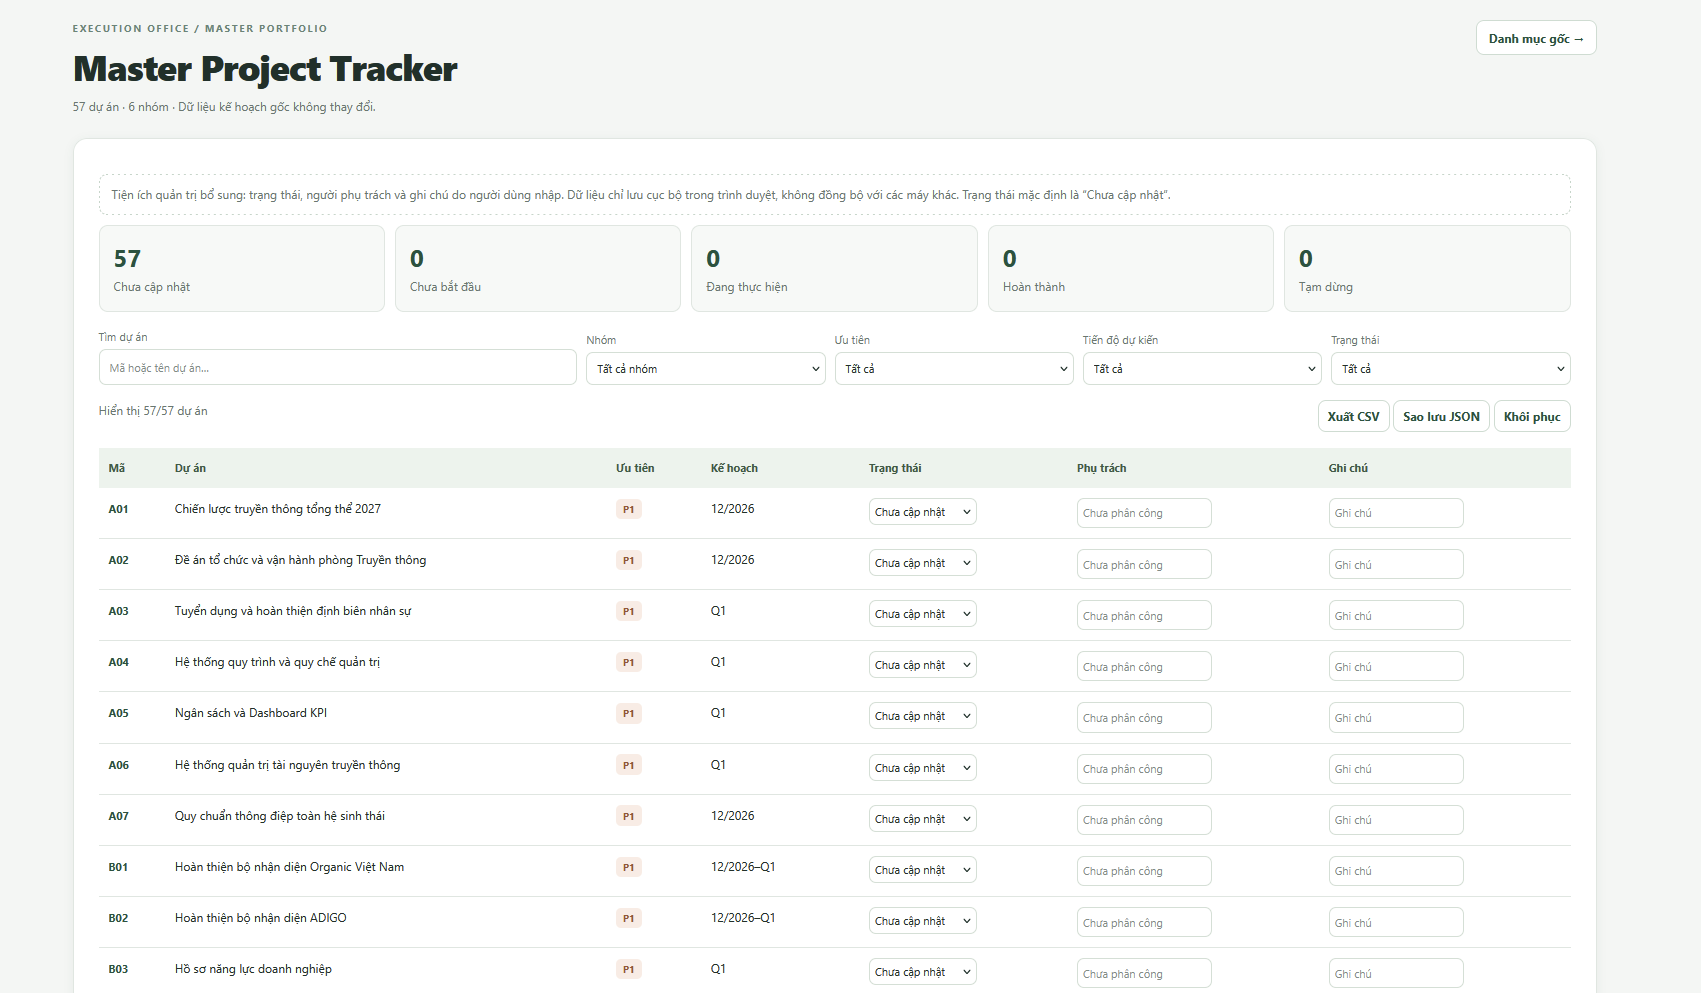 EXECUTION OFFICE / MASTER PORTFOLIO
Danh mục gốc →
Master Project Tracker
57 dự án · 6 nhóm · Dữ liệu kế hoạch gốc không thay đổi.
Tiện ích quản trị bổ sung: trạng thái, người phụ trách và ghi chú do người dùng nhập. Dữ liệu chỉ lưu cục bộ trong trình duyệt, không đồng bộ với các máy khác. Trạng thái mặc định là “Chưa cập nhật”.
57 0 0 0 0
Chưa cập nhật Chưa bắt đầu Đang thực hiện Hoàn thành Tạm dừng
Tìm dự án Nhóm Ưu tiên Tiến độ dự kiến Trạng thái
Mã hoặc tên dự án... Tất cả nhóm Tất cả Tất cả Tất cả
Hiển thị 57/57 dự án Xuất CSV Sao lưu JSON Khôi phục
Mã Dự án Ưu tiên Kế hoạch Trạng thái Phụ trách Ghi chú
A01 Chiến lược truyền thông tổng thể 2027 P1 12/2026 Chưa cập nhật Chưa phân công Ghi chú
A02 Đề án tổ chức và vận hành phòng Truyền thông P1 12/2026 Chưa cập nhật Chưa phân công Ghi chú
A03 Tuyển dụng và hoàn thiện định biên nhân sự P1 Q1 Chưa cập nhật Chưa phân công Ghi chú
A04 Hệ thống quy trình và quy chế quản trị P1 Q1 Chưa cập nhật Chưa phân công Ghi chú
A05 Ngân sách và Dashboard KPI P1 Q1 Chưa cập nhật Chưa phân công Ghi chú
A06 Hệ thống quản trị tài nguyên truyền thông P1 Q1 Chưa cập nhật Chưa phân công Ghi chú
A07 Quy chuẩn thông điệp toàn hệ sinh thái P1 12/2026 Chưa cập nhật Chưa phân công Ghi chú
B01 Hoàn thiện bộ nhận diện Organic Việt Nam P1 12/2026–Q1 Chưa cập nhật Chưa phân công Ghi chú
B02 Hoàn thiện bộ nhận diện ADIGO P1 12/2026–Q1 Chưa cập nhật Chưa phân công Ghi chú
B03 Hồ sơ năng lực doanh nghiệp P1 Q1 Chưa cập nhật Chưa phân công Ghi chú